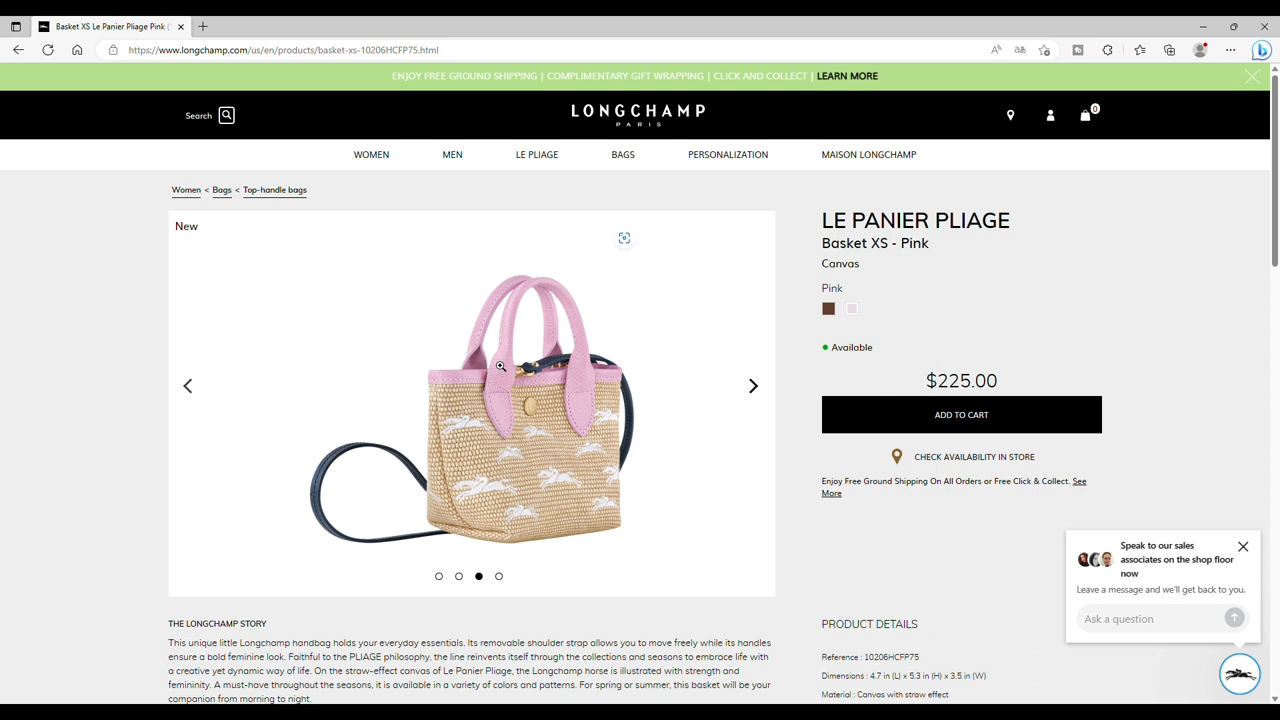 Basket XS Le Panier Pliage Pink (
https://www.longchamp.com/us/en/products/basket-xs-10206HCFP75.html
ENJOY FREE GROUND SHIPPING | COMPLIMENTARY GIFT WRAPPING | CLICK AND COLLECT | LEARN MORE
Search
LONGCHAMP
PARIS
0
WOMEN MEN LE PLIAGE BAGS PERSONALIZATION MAISON LONGCHAMP
Women < Bags < Top-handle bags
New
LE PANIER PLIAGE
Basket XS - Pink
Canvas
Pink
Available
$225.00
ADD TO CART
CHECK AVAILABILITY IN STORE
Enjoy Free Ground Shipping On All Orders or Free Click & Collect. See
More
Speak to our sales
associates on the shop floor
now
Leave a message and we'll get back to you.
Ask a question
THE LONGCHAMP STORY
This unique little Longchamp handbag holds your everyday essentials. Its removable shoulder strap allows you to move freely while its handles
ensure a bold feminine look. Faithful to the PLIAGE philosophy, the line reinvents itself through the collections and seasons to embrace life with
a creative yet dynamic way of life. On the straw-effect canvas of Le Panier Pliage, the Longchamp horse is illustrated with strength and
femininity. A must-have throughout the seasons, it is available in a variety of colors and patterns. For spring or summer, this basket will be your
companion from morning to night.
PRODUCT DETAILS
Reference : 10206HCFP75
Dimensions : 4.7 in (L) x 5.3 in (H) x 3.5 in (W)
Material : Canvas with straw effect